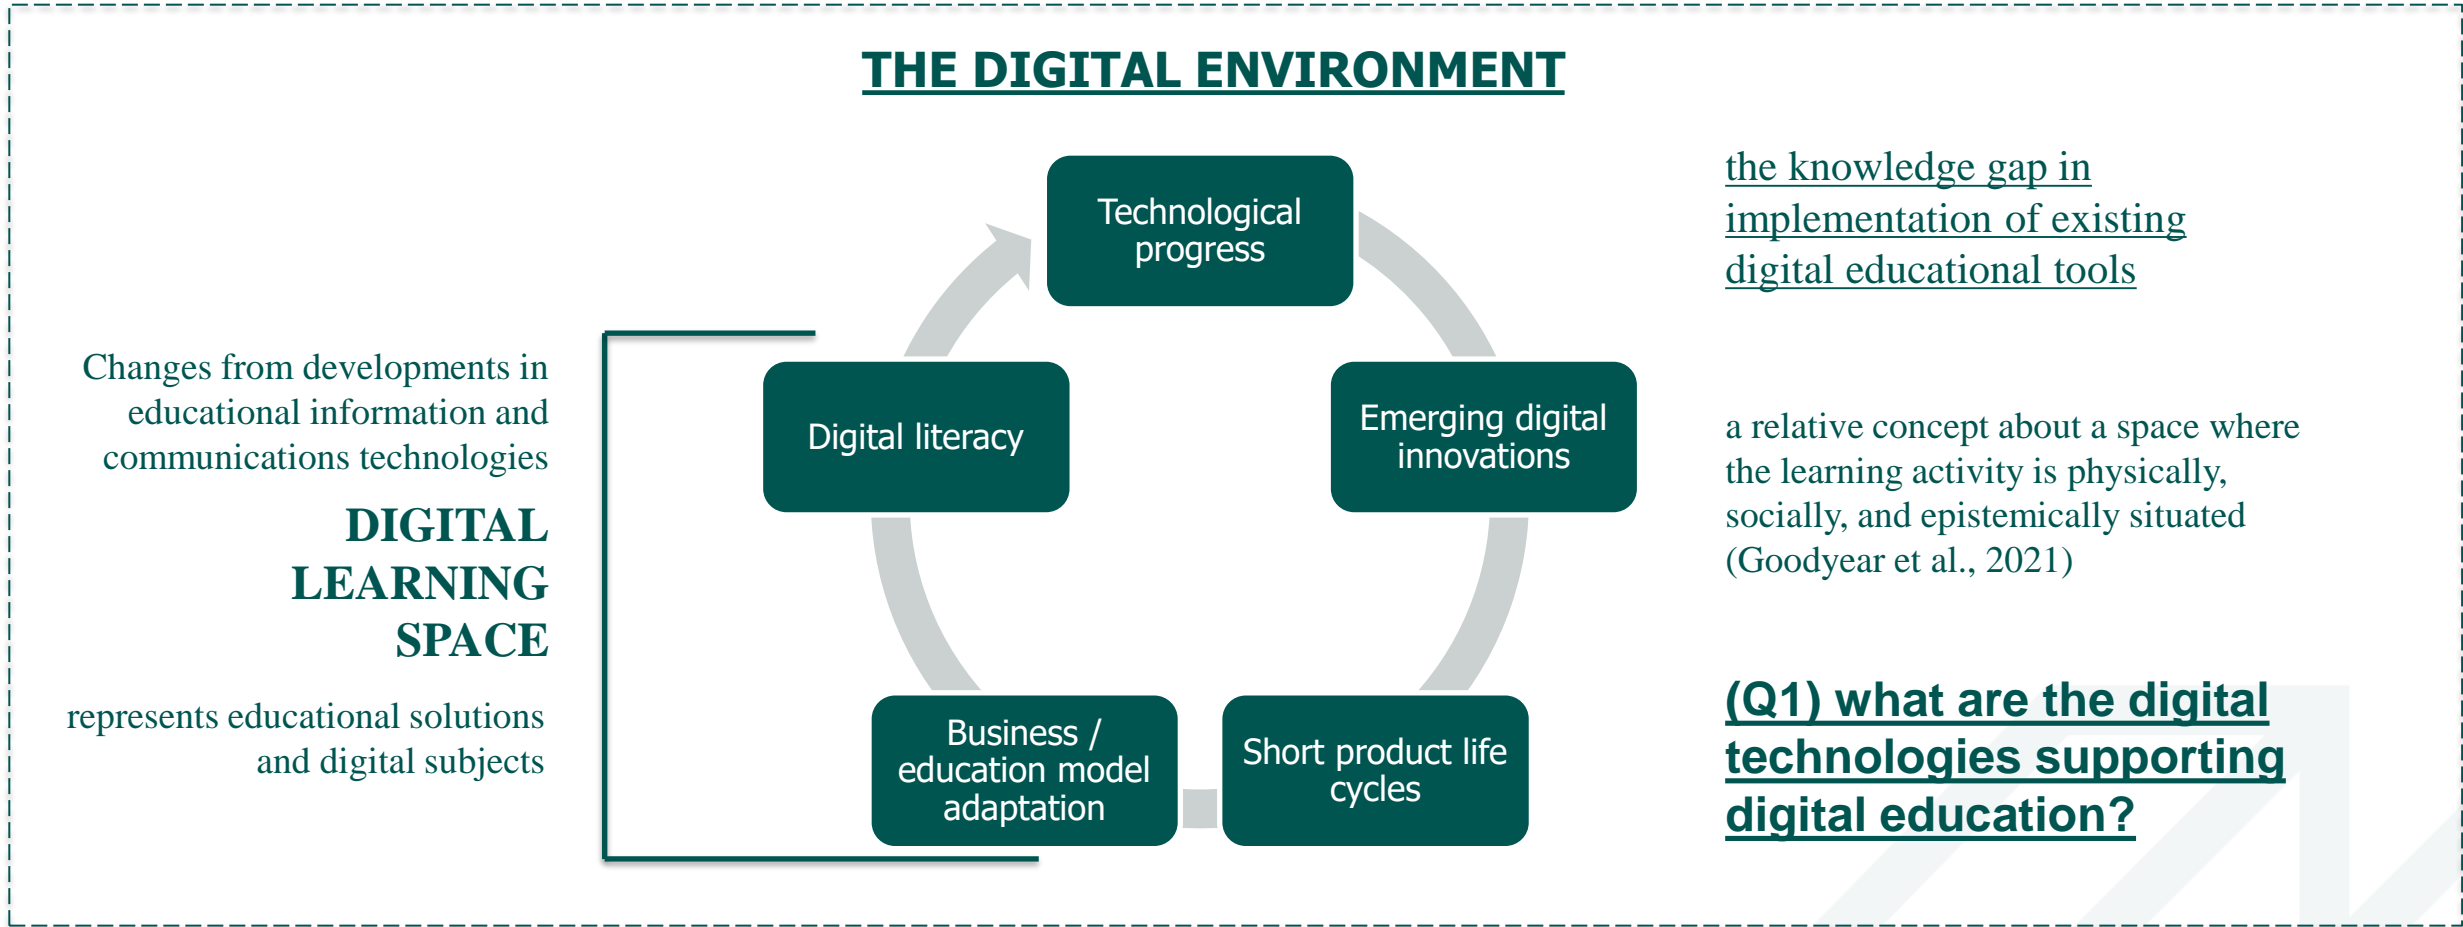 THE DIGITAL ENVIRONMENT
Changes from developments in
educational information and
communications technologies
DIGITAL
LEARNING
SPACE
represents educational solutions
and digital subjects
Technological
progress
Emerging digital
innovations
Short product life
cycles
Business /
education model
adaptation
Digital literacy
the knowledge gap in
implementation of existing
digital educational tools
a relative concept about a space where
the learning activity is physically,
socially, and epistemically situated
(Goodyear et al., 2021)
(Q1) what are the digital
technologies supporting
digital education?